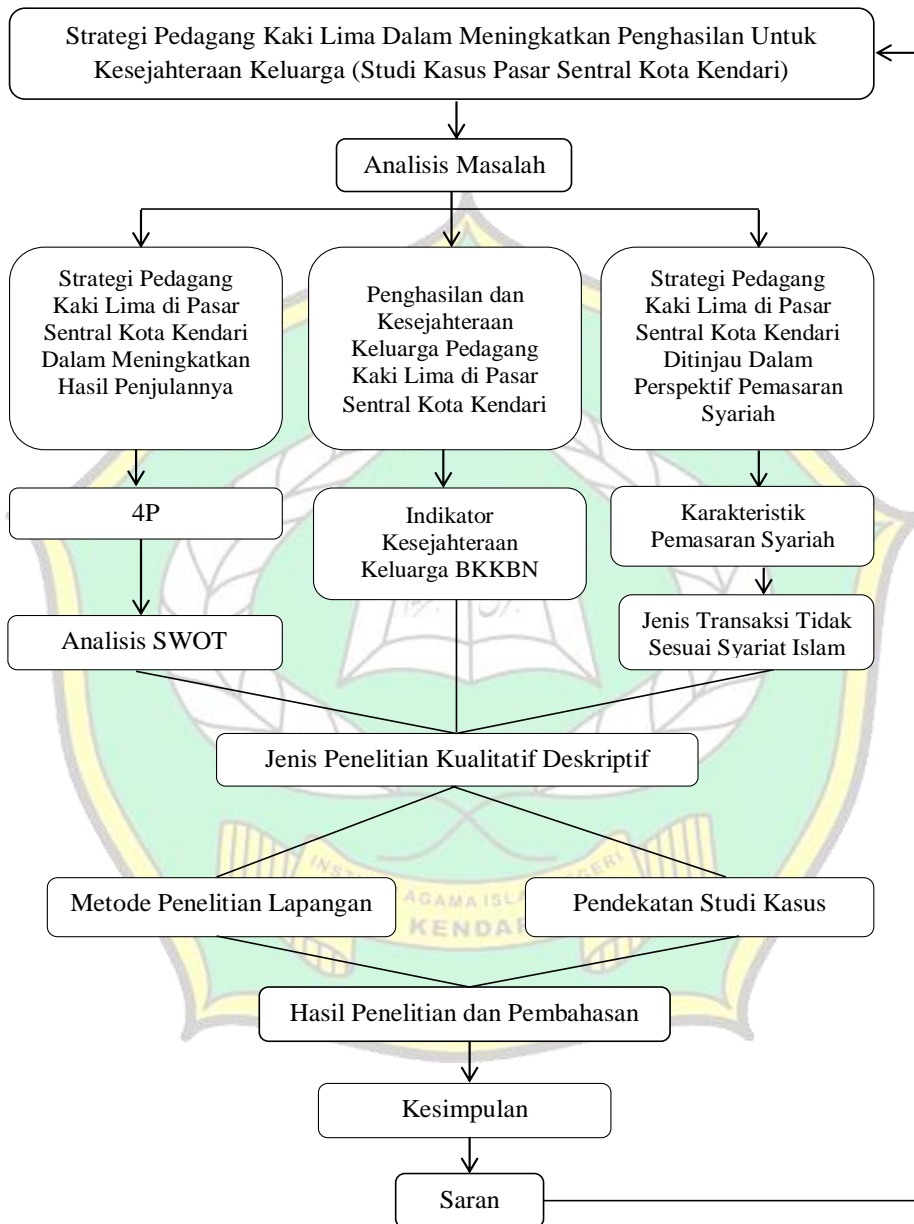 Strategi Pedagang Kaki Lima Dalam Meningkatkan Penghasilan Untuk
Kesejahteraan Keluarga (Studi Kasus Pasar Sentral Kota Kendari)
Analisis Masalah
Strategi Pedagang
Kaki Lima di Pasar
Sentral Kota Kendari
Dalam Meningkatkan
Hasil Penjulannya
Penghasilan dan
Kesejahteraan
Keluarga Pedagang
Kaki Lima di Pasar
Sentral Kota Kendari
Strategi Pedagang
Kaki Lima di Pasar
Sentral Kota Kendari
Ditinjau Dalam
Perspektif Pemasaran
Syariah
4P
Indikator
Kesejahteraan
Keluarga BKKBN
Karakteristik
Pemasaran Syariah
Analisis SWOT
Jenis Transaksi Tidak
Sesuai Syariat Islam
Jenis Penelitian Kualitatif Deskriptif
Metode Penelitian Lapangan
Pendekatan Studi Kasus
AGAMA
KENDAR
Hasil Penelitian dan Pembahasan
Kesimpulan
Saran